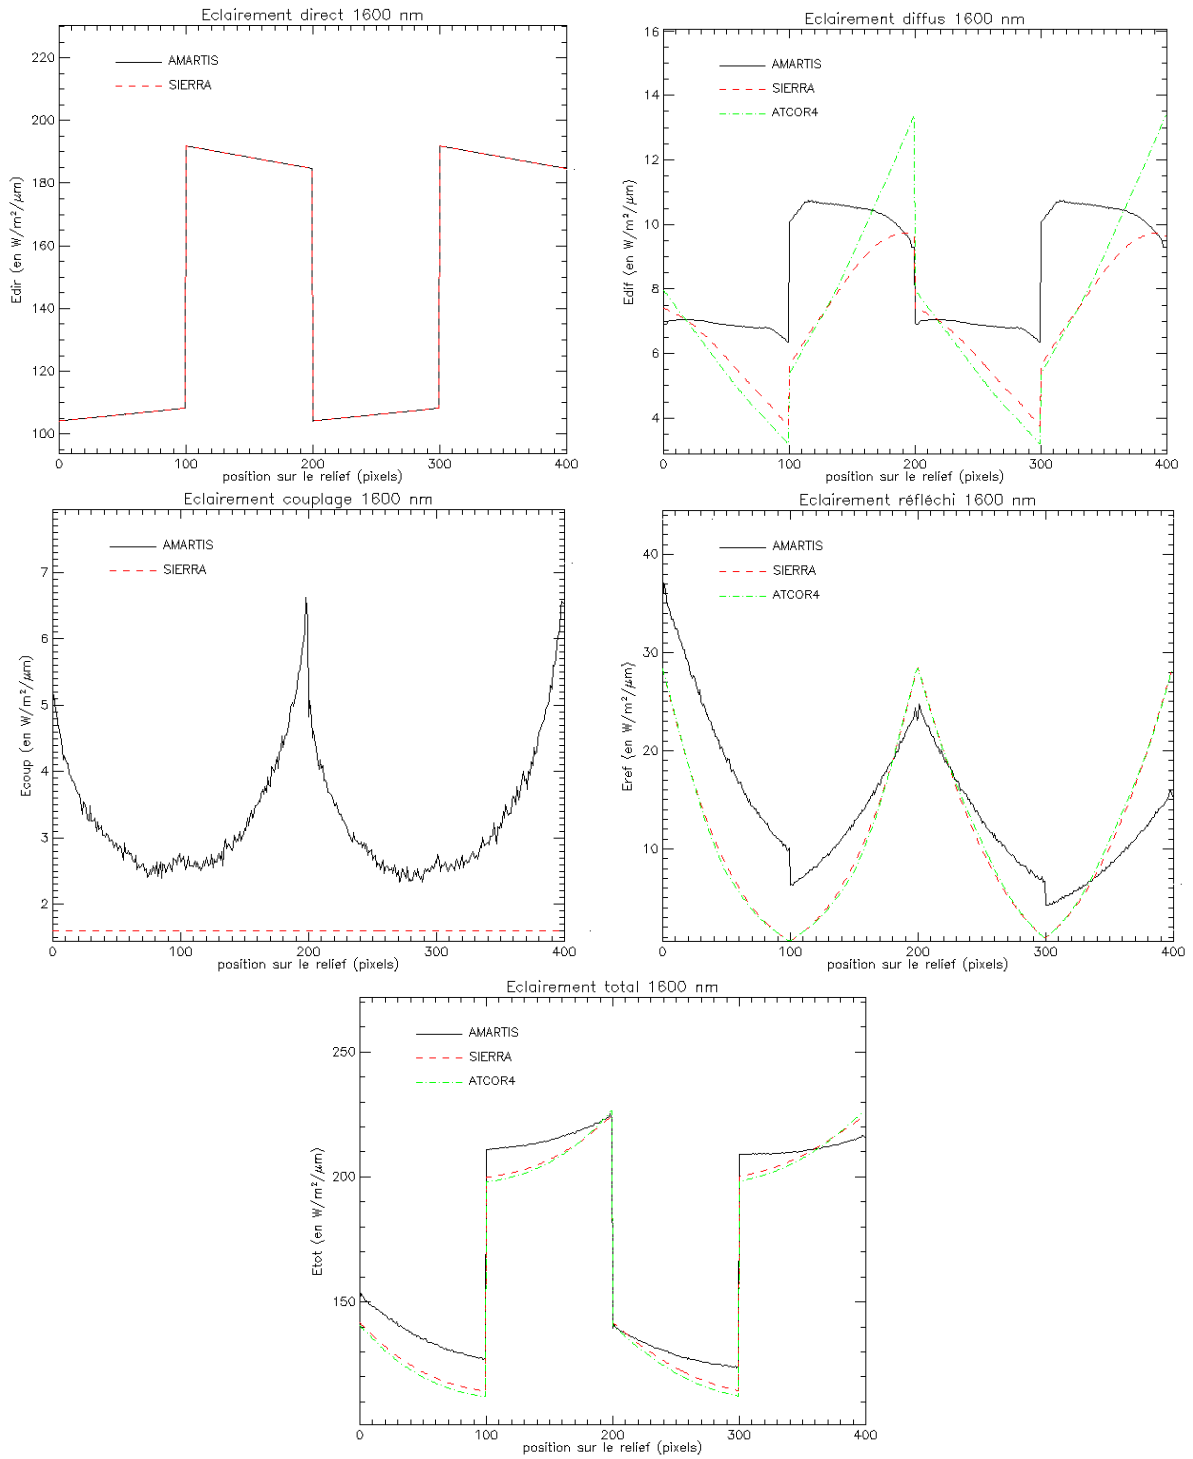 Eclairement direct 1600 nm
220
200
180
160
140
120
100
Edir (en W/m²/μm)
AMARTIS
SIERRA
0 100 200 300 400
position sur le relief (pixels)
Eclairement diffus 1600 nm
16
14
12
10
8
6
4
Edif (en W/m²/μm)
AMARTIS
SIERRA
ATCOR4
0 100 200 300 400
position sur le relief (pixels)
Eclairement couplage 1600 nm
7
6
5
4
3
2
Ecoup (en W/m²/μm)
AMARTIS
SIERRA
0 100 200 300 400
position sur le relief (pixels)
Eclairement réfléchi 1600 nm
40
30
20
10
Eref (en W/m²/μm)
AMARTIS
SIERRA
ATCOR4
0 100 200 300 400
position sur le relief (pixels)
Eclairement total 1600 nm
250
200
150
Etot (en W/m²/μm)
AMARTIS
SIERRA
ATCOR4
0 100 200 300 400
position sur le relief (pixels)